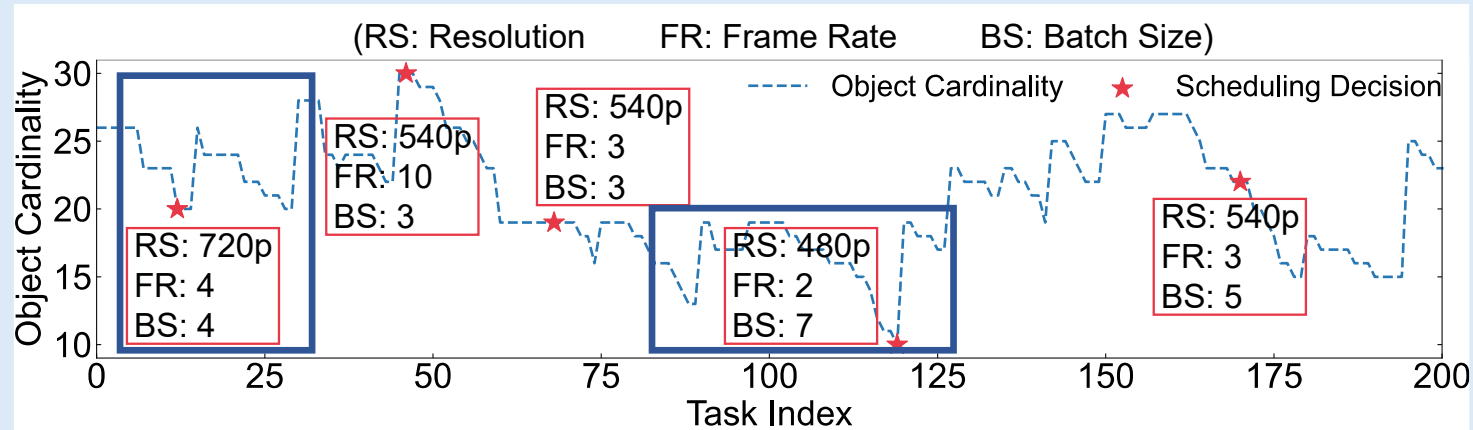 (RS: Resolution FR: Frame Rate BS: Batch Size)
Object Cardinality
30
25
20
15
10
Object Cardinality
Scheduling Decision
RS: 720p
FR: 4
BS: 4
RS: 540p
FR: 10
BS: 3
RS: 540p
FR: 3
BS: 3
RS: 480p
FR: 2
BS: 7
RS: 540p
FR: 3
BS: 5
0 25 50 75 100 125 150 175 200
Task Index